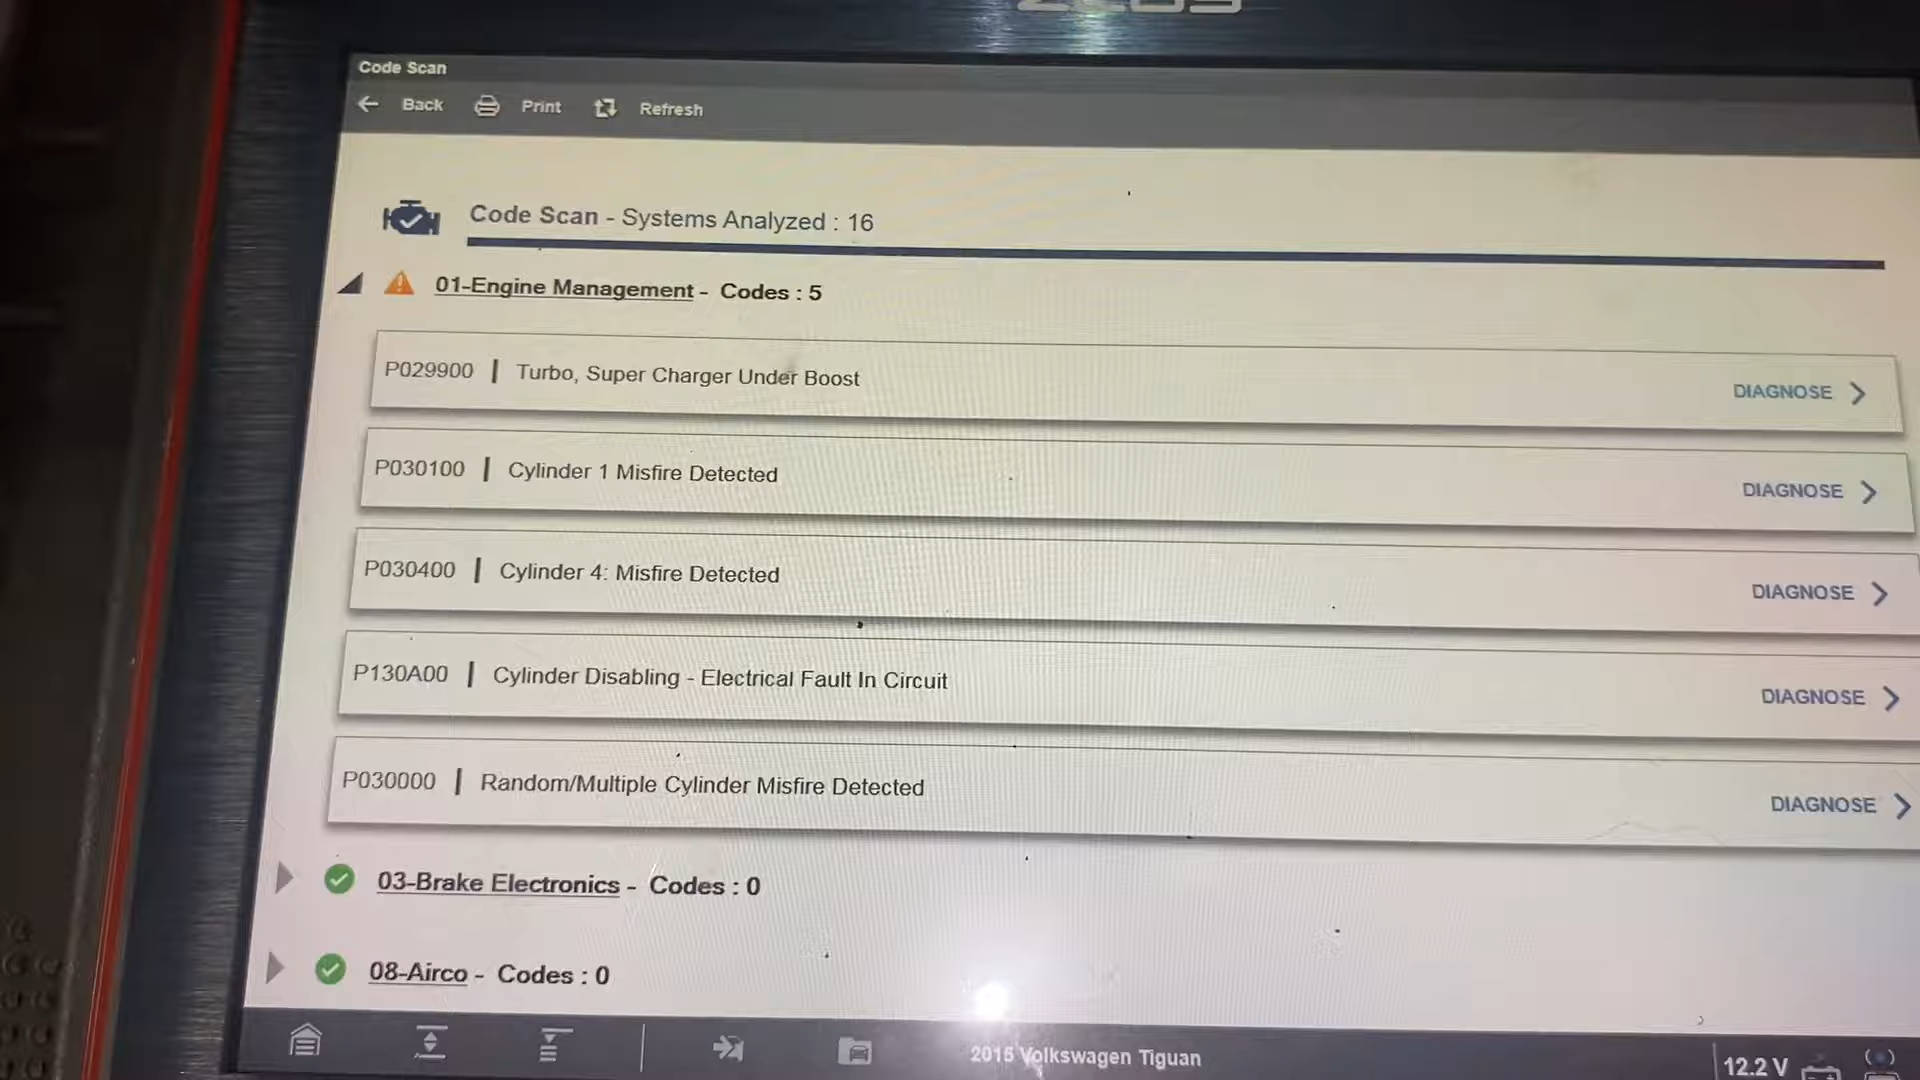 Code Scan
Back Print Refresh
Code Scan - Systems Analyzed : 16
01-Engine Management - Codes : 5
P029900 | Turbo, Super Charger Under Boost DIAGNOSE
P030100 | Cylinder 1 Misfire Detected DIAGNOSE
P030400 | Cylinder 4: Misfire Detected DIAGNOSE
P130A00 | Cylinder Disabling - Electrical Fault In Circuit DIAGNOSE
P030000 | Random/Multiple Cylinder Misfire Detected DIAGNOSE
03-Brake Electronics - Codes : 0
08-Airco - Codes : 0
2015 Volkswagen Tiguan
12.2 V